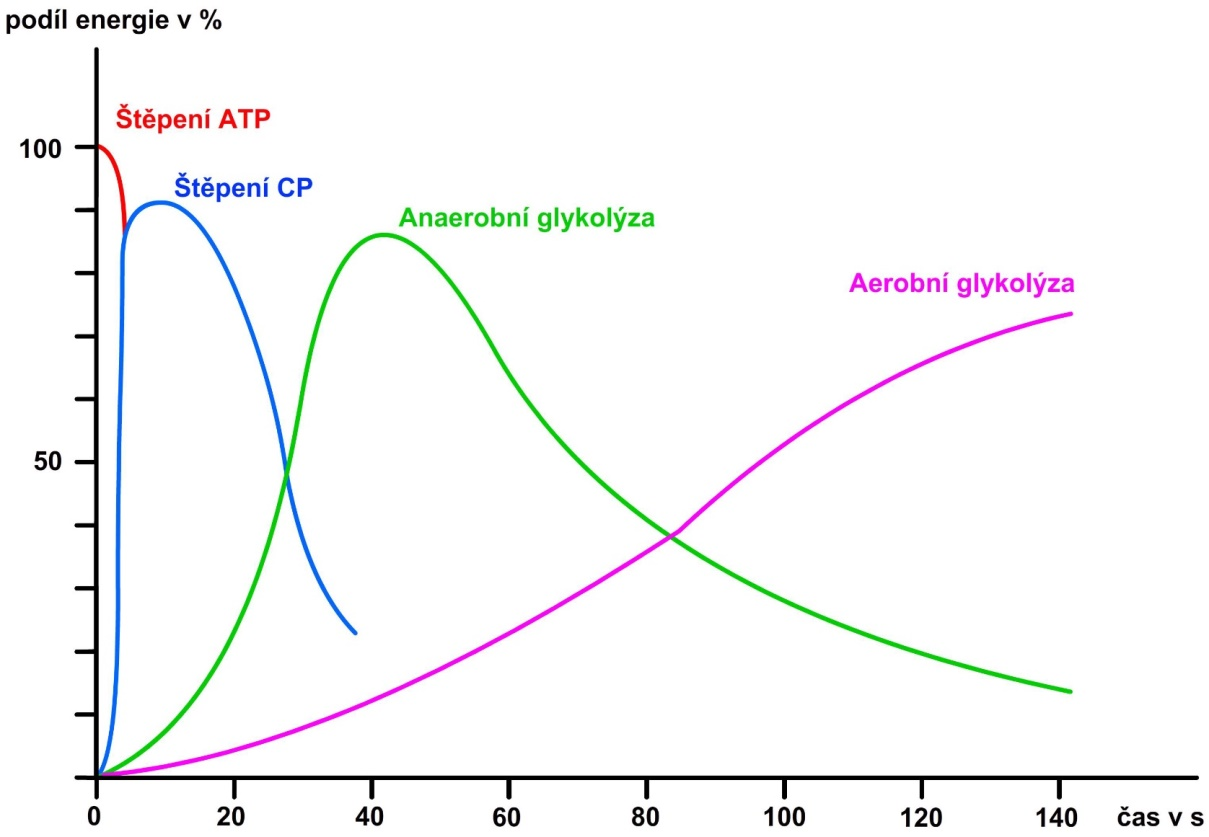 podíl energie v %
Štěpení ATP
100
Štěpení CP
Anaerobní glykolýza
Aerobní glykolýza
50
0 20 40 60 80 100 120 140 čas v s